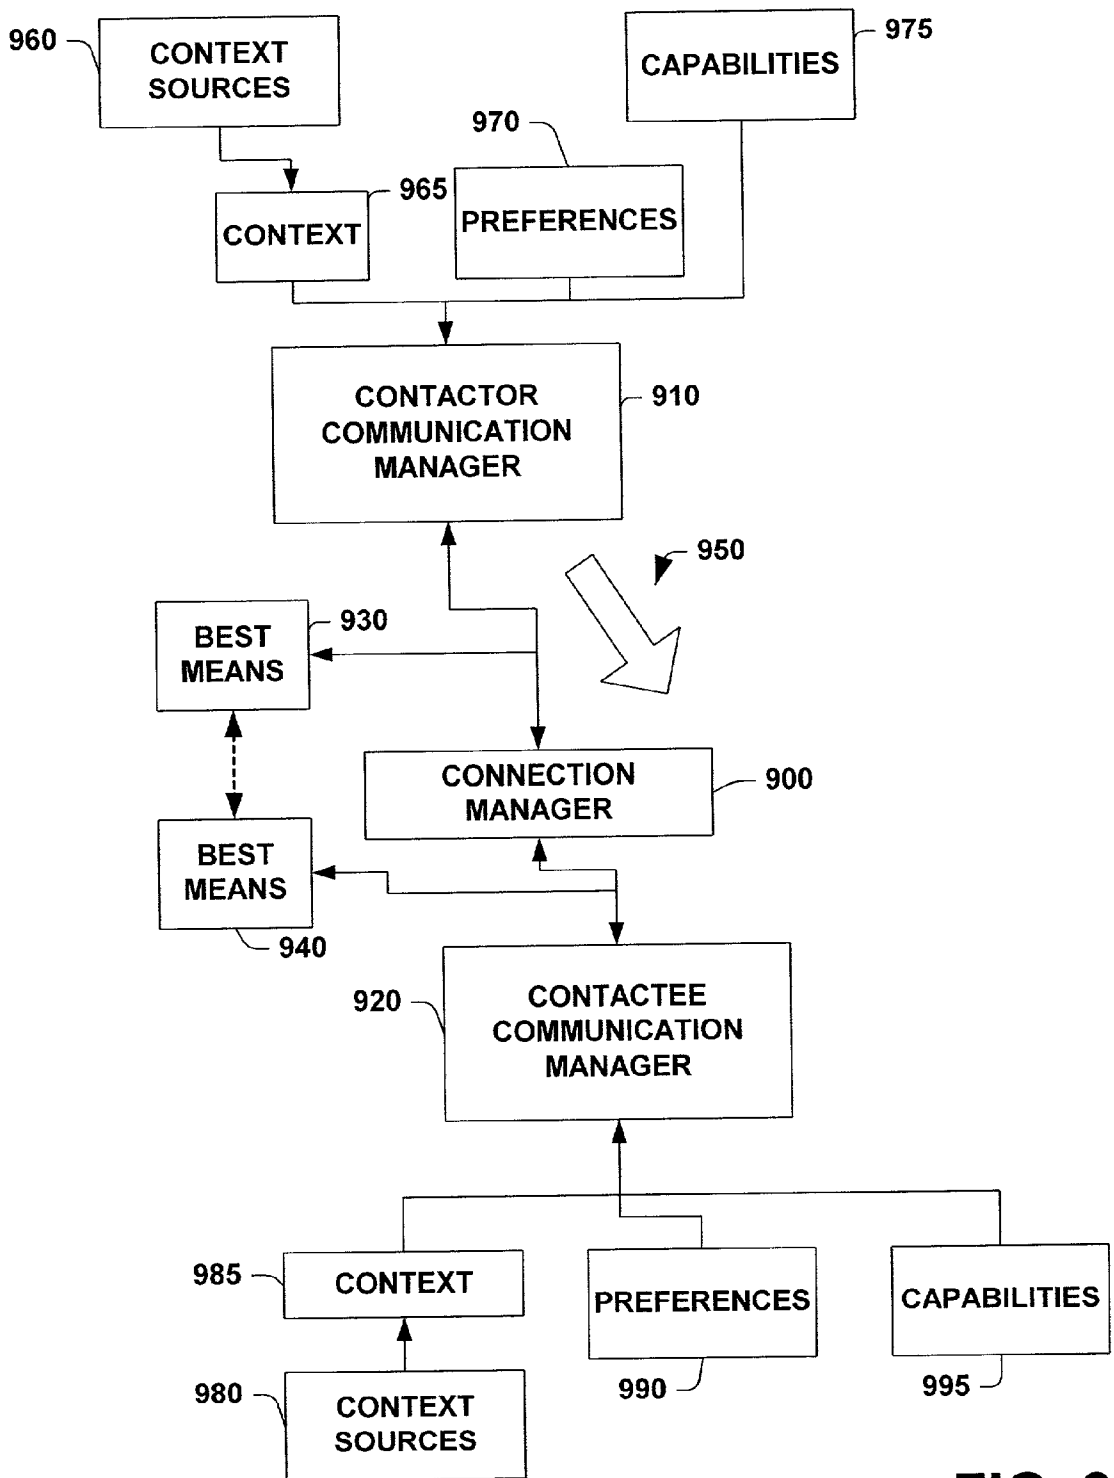 960
CONTEXT
SOURCES
CAPABILITIES
975
970
965
PREFERENCES
CONTEXT
CONTACTOR
COMMUNICATION
MANAGER
910
950
BEST
MEANS
930
CONNECTION
MANAGER
900
BEST
MEANS
940
920
CONTACTEE
COMMUNICATION
MANAGER
985
CONTEXT
PREFERENCES
CAPABILITIES
990
995
980
CONTEXT
SOURCES